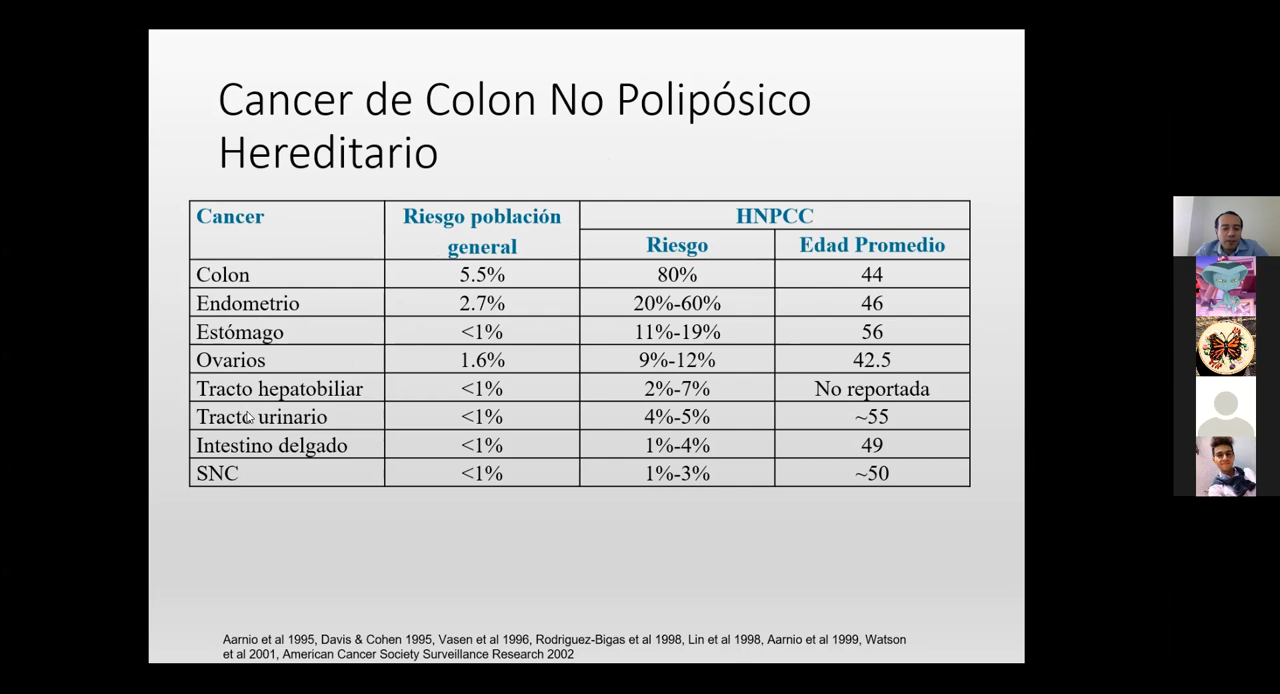 Cancer de Colon No Polipósico
Hereditario
Cancer Riesgo población general HNPCC
Riesgo Edad Promedio
Colon 5.5% 80% 44
Endometrio 2.7% 20%-60% 46
Estómago <1% 11%-19% 56
Ovarios 1.6% 9%-12% 42.5
Tracto hepatobiliar <1% 2%-7% No reportada
Tracto urinario <1% 4%-5% ~55
Intestino delgado <1% 1%-4% 49
SNC <1% 1%-3% ~50
Aarnio et al 1995, Davis & Cohen 1995, Vasen et al 1996, Rodriguez-Bigas et al 1998, Lin et al 1998, Aarnio et al 1999, Watson
et al 2001, American Cancer Society Surveillance Research 2002